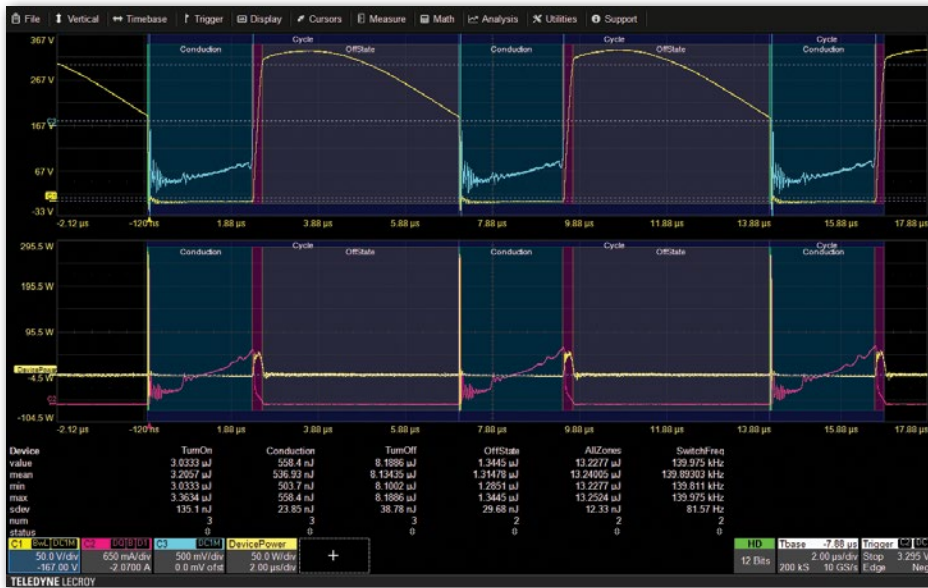 File Vertical Timebase Trigger Display Cursors Measure Math Analysis Utilities Support
367 V Cycle Cycle Cycle
Conduction OffState Conduction OffState Conduction
267 V
C2
167 V
67 V
C1
-33 V
-2.12 µs -120 ns 1.88 µs 3.88 µs 5.88 µs 7.88 µs 9.88 µs 11.88 µs 13.88 µs 15.88 µs 17.88 µs
295.5 W Cycle Cycle Cycle
Conduction OffState Conduction OffState Conduction
195.5 W
95.5 W
DevicePower
-4.5 W
C2
-104.5 W
-2.12 µs -120 ns 1.88 µs 3.88 µs 5.88 µs 7.88 µs 9.88 µs 11.88 µs 13.88 µs 15.88 µs 17.88 µs
Device TurnOn Conduction TurnOff OffState AllZones SwitchFreq
value 3.0333 µJ 558.4 nJ 8.1886 µJ 1.3445 µJ 13.2277 µJ 139.975 kHz
mean 3.2057 µJ 536.93 nJ 8.13435 µJ 1.31478 µJ 13.24005 µJ 139.89303 kHz
min 3.0333 µJ 503.7 nJ 8.1002 µJ 1.2851 µJ 13.2277 µJ 139.811 kHz
max 3.3634 µJ 558.4 nJ 8.1886 µJ 1.3445 µJ 13.2524 µJ 139.975 kHz
sdev 135.1 nJ 23.85 nJ 38.78 nJ 29.68 nJ 12.33 nJ 81.57 Hz
num 3 3 3 2 2 2
status 0 0 0 0 0 0
C1 BwL DC1M C2 DQ B D1 C3 DC1M DevicePower HD Tbase -7.88 µs Trigger C2 DC
50.0 V/div 650 mA/div 500 mV/div 50.0 W/div + 12 Bits 2.00 µs/div Stop 3.295 V
-167.00 V -2.0700 A 0.0 mV ofst 2.00 µs/div 200 kS 10 GS/s Edge Neg
TELEDYNE LECROY